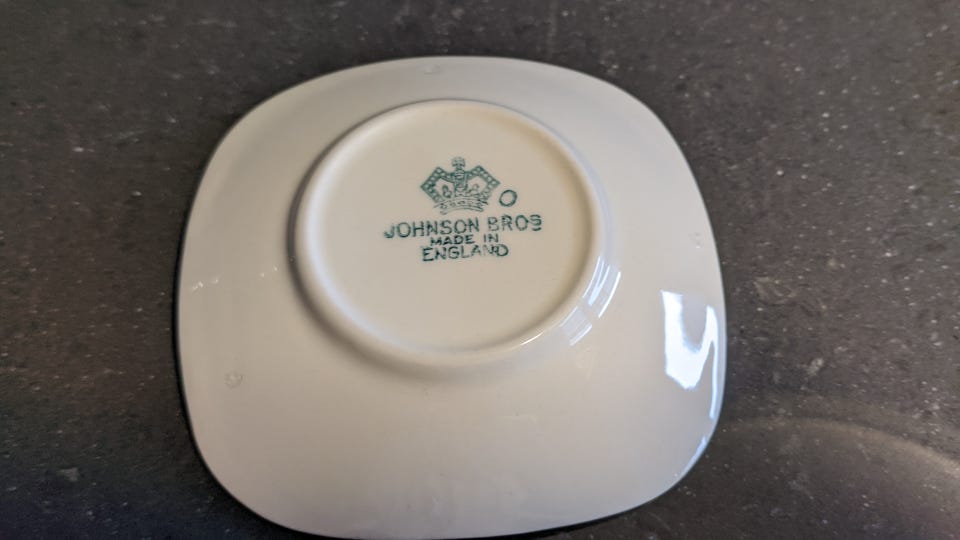 O
JOHNSON BROS
MADE IN
ENGLAND